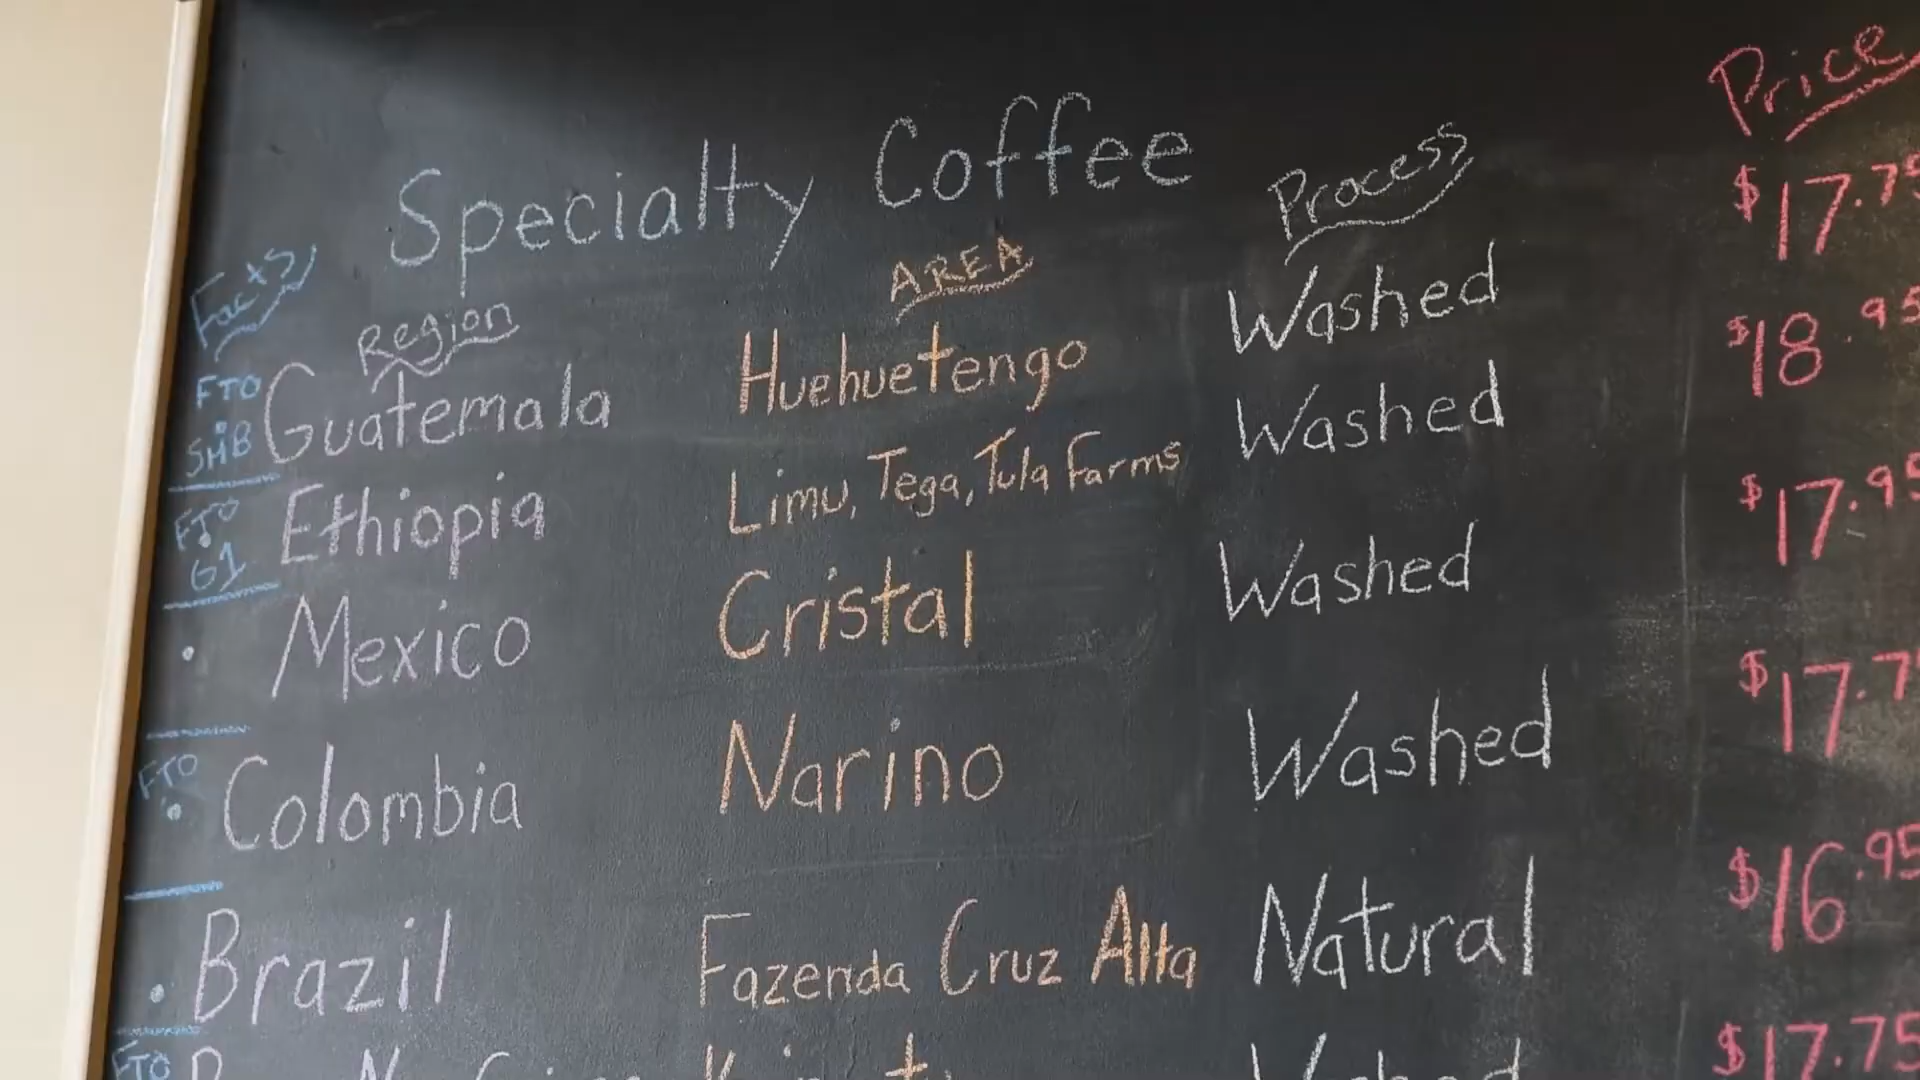 Specialty Coffee
Facts Region AREA Process Price
FTO SHB Guatemala Huehuetengo Washed $17.75
FTO G1 Ethiopia Limu, Tega, Tula Farms Washed $18.95
Mexico Cristal Washed $17.95
FTO Colombia Narino Washed $17.7
Brazil Fazenda Cruz Alta Natural $16.95
FTO $17.75